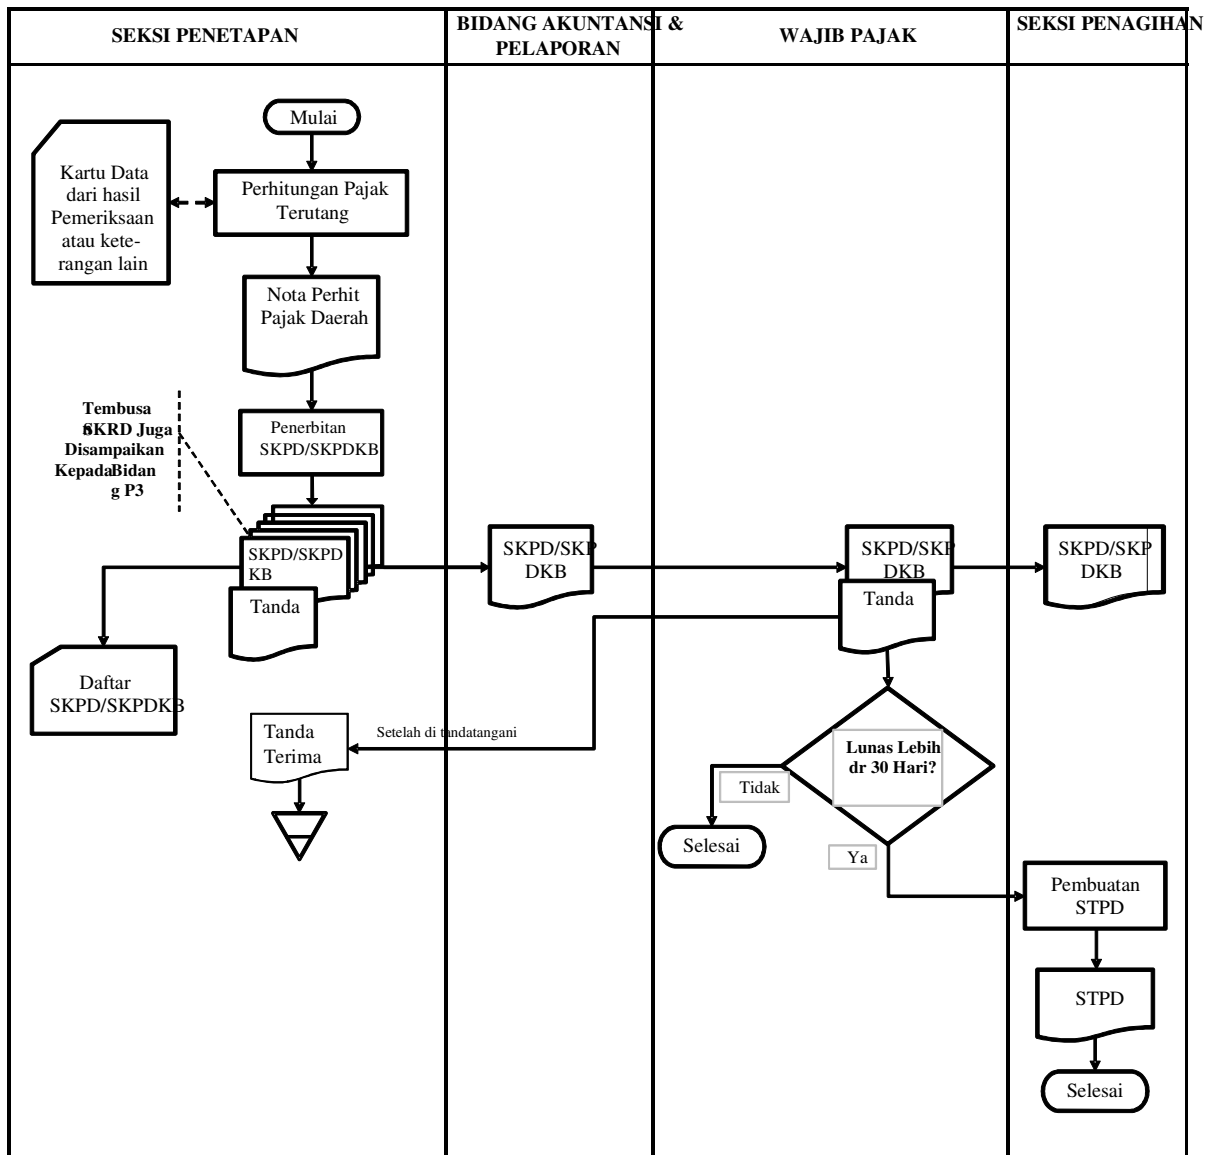 SEKSI PENETAPAN
BIDANG AKUNTANSI &
PELAPORAN
WAJIB PAJAK
SEKSI PENAGIHAN
Mulai
Kartu Data
dari hasil
Pemeriksaan
atau kete-
rangan lain
Perhitungan Pajak
Terutang
Nota Perhit
Pajak Daerah
Tembusa
n SKRD Juga
Disampaikan
Kepada Bidan
g P3
Penerbitan
SKPD/SKPDKB
SKPD/SKPD
KB
Tanda
SKPD/SKP
DKB
SKPD/SKP
DKB
Tanda
SKPD/SKP
DKB
Daftar
SKPD/SKPDKB
Tanda
Terima
Setelah di tandatangani
Lunas Lebih
dr 30 Hari?
Tidak
Selesai
Ya
Pembuatan
STPD
STPD
Selesai